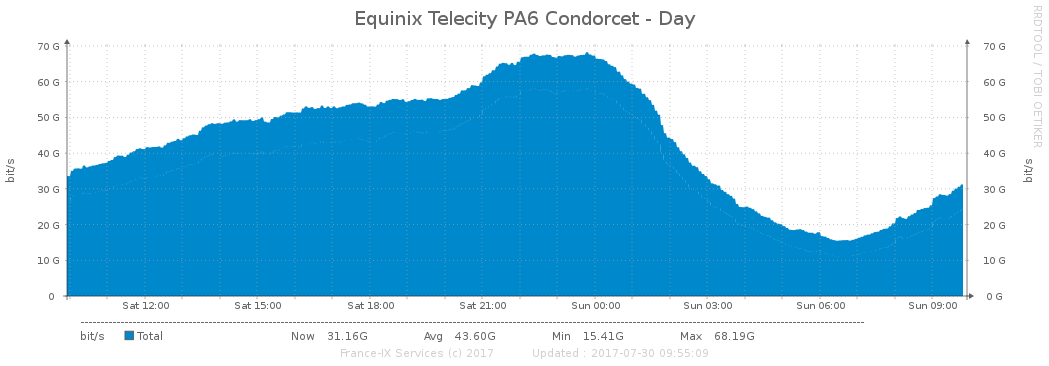 Equinix Telecity PA6 Condorcet - Day
RRDTOOL / TOBI OETIKER
bit/s
70 G
60 G
50 G
40 G
30 G
20 G
10 G
0
70 G
60 G
50 G
40 G
30 G
20 G
10 G
0 G
bit/s
Sat 12:00 Sat 15:00 Sat 18:00 Sat 21:00 Sun 00:00 Sun 03:00 Sun 06:00 Sun 09:00
bit/s Total Now 31.16G Avg 43.60G Min 15.41G Max 68.19G
France-IX Services (c) 2017 Updated : 2017-07-30 09:55:09